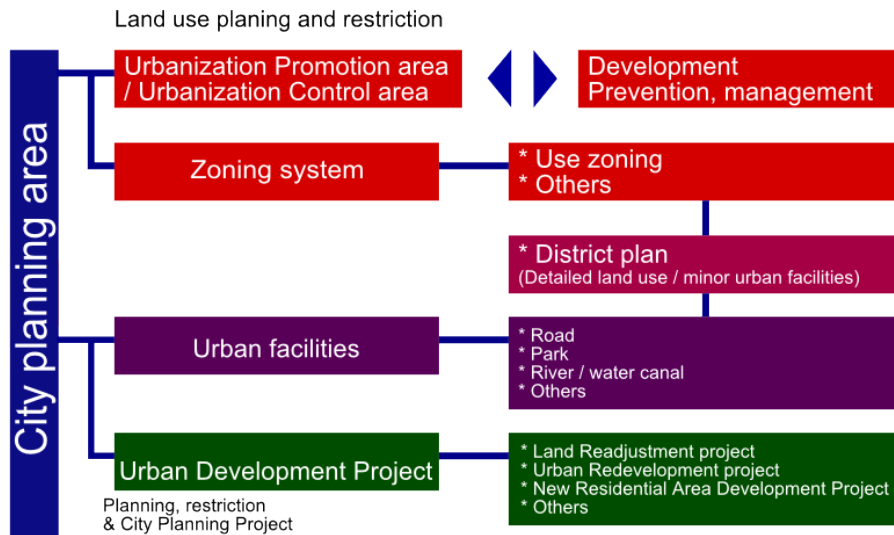 Land use planing and restriction
City planning area
Urbanization Promotion area
/ Urbanization Control area
Development
Prevention, management
Zoning system
* Use zoning
* Others
* District plan
(Detailed land use / minor urban facilities)
Urban facilities
* Road
* Park
* River / water canal
* Others
Urban Development Project
* Land Readjustment project
* Urban Redevelopment project
* New Residential Area Development Project
* Others
Planning, restriction
& City Planning Project